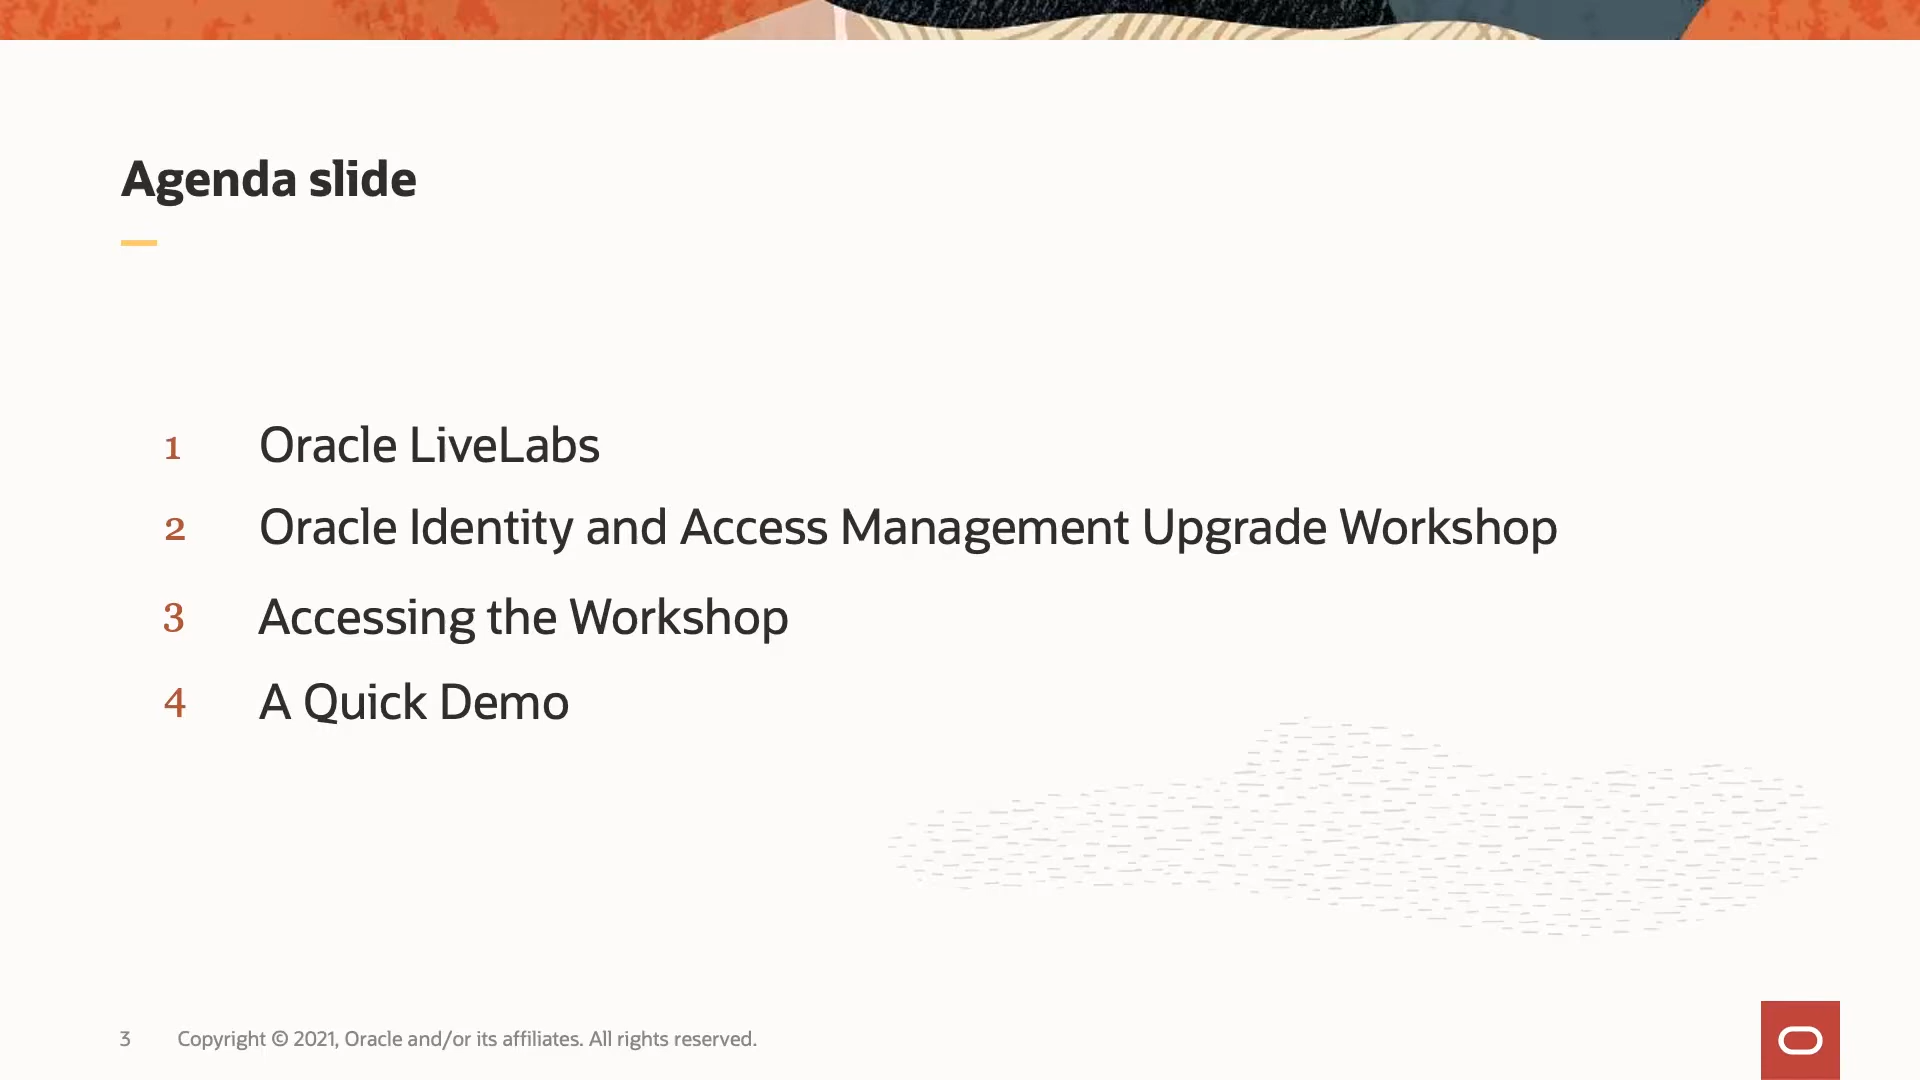 Agenda slide
1 Oracle LiveLabs
2 Oracle Identity and Access Management Upgrade Workshop
3 Accessing the Workshop
4 A Quick Demo
3 Copyright © 2021, Oracle and/or its affiliates. All rights reserved.